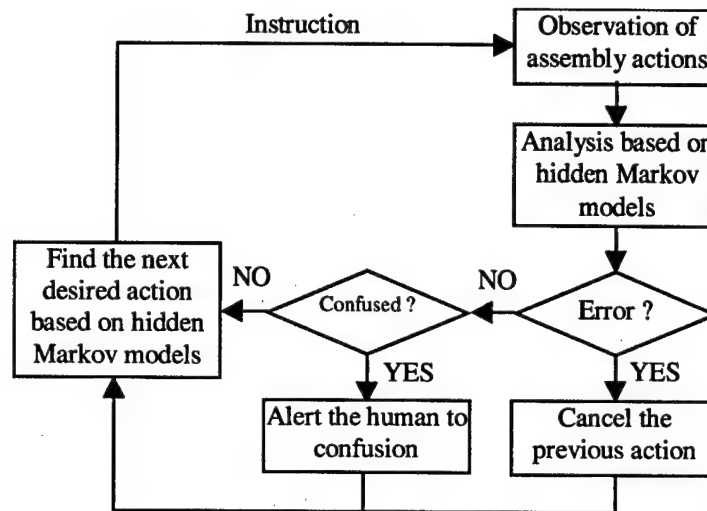 Instruction
Observation of
assembly actions
Analysis based on
hidden Markov
models
Error ?
NO
YES
Confused ?
NO
YES
Find the next
desired action
based on hidden
Markov models
Alert the human to
confusion
Cancel the
previous action